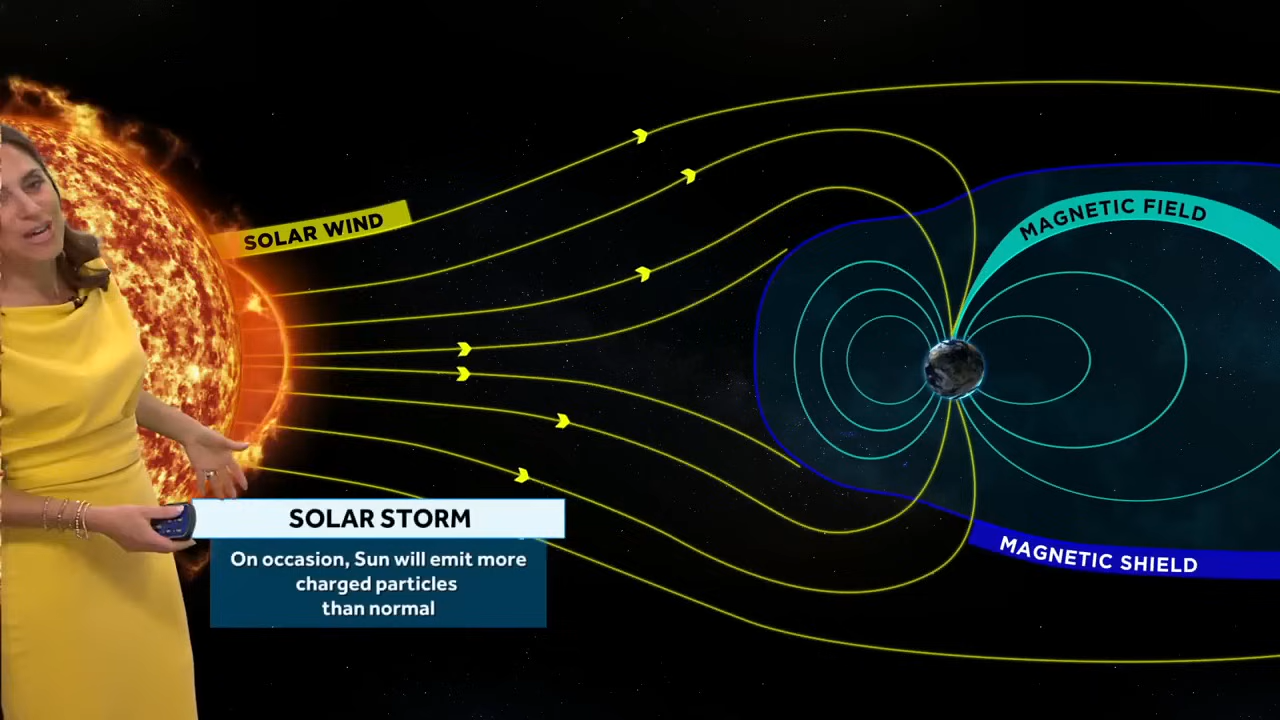 SOLAR WIND
MAGNETIC FIELD
SOLAR STORM
On occasion, Sun will emit more
charged particles
than normal
MAGNETIC SHIELD